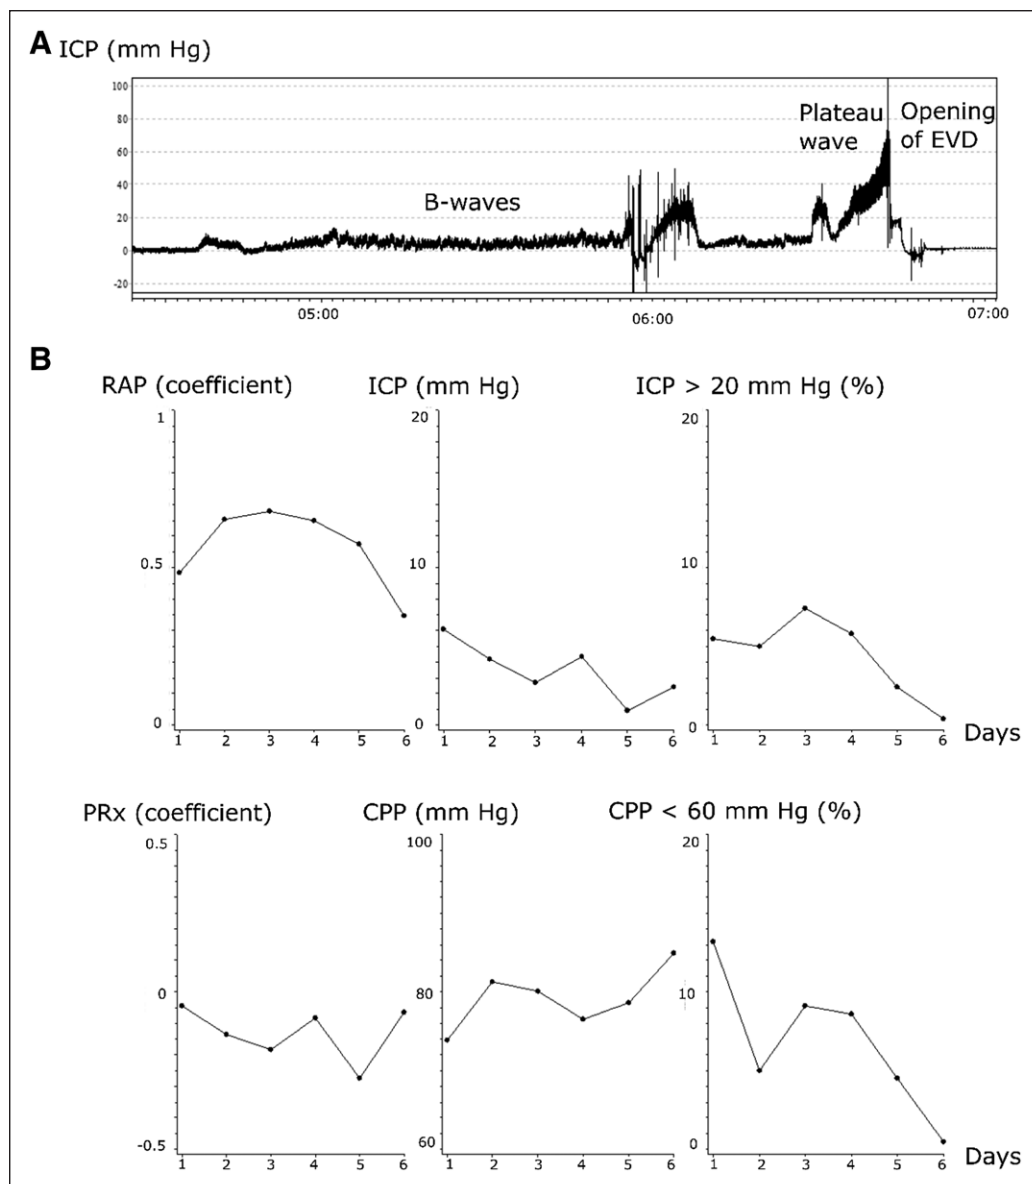 A ICP (mm Hg)
100
80
60
40
20
0
-20
B-waves
Plateau
wave
Opening
of EVD
05:00 06:00 07:00
B
RAP (coefficient) ICP (mm Hg) ICP > 20 mm Hg (%)
1
0.5
0
1 2 3 4 5 6
20
10
0
1 2 3 4 5 6
20
10
0
1 2 3 4 5 6 Days
PRx (coefficient) CPP (mm Hg) CPP < 60 mm Hg (%)
0.5
0
-0.5
1 2 3 4 5 6
100
80
60
1 2 3 4 5 6
20
10
0
1 2 3 4 5 6 Days